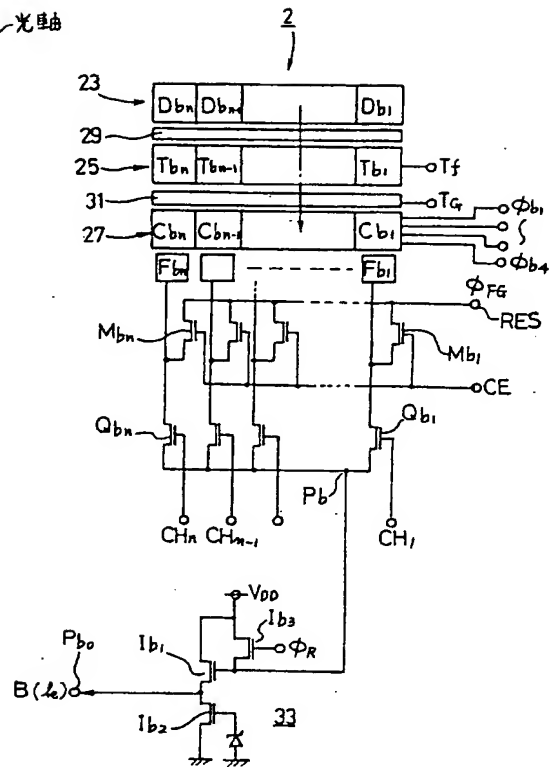 光軸
2
23
Dbn Dbn-1 Db1
29
25
Tbn Tbn-1 Tb1
Tf
31
TG
27
Cbn Cbn-1 Cb1
φb1
φb4
Fbn Fb1
φFG
RES
Mbn
Mb1
CE
Qbn
Qb1
Pb
CHn CHn-1 CH1
VDD
Ib3
Pbo
Ib1
φR
B(le)
Ib2
33